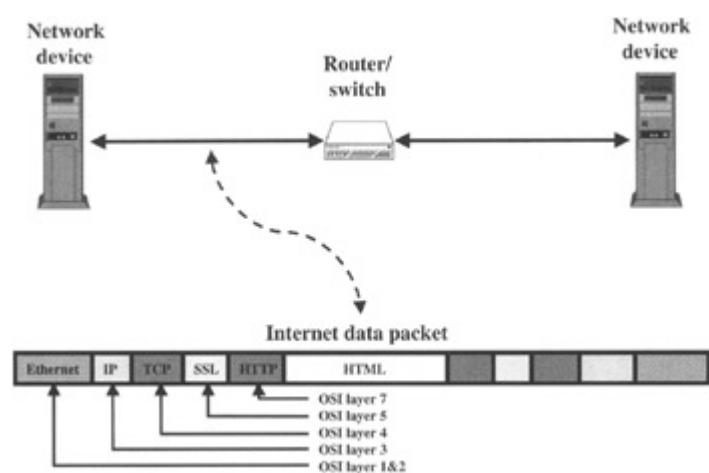 Network
device
Network
device
Router/
switch
Internet data packet
Ethernet IP TCP SSL HTTP HTML
OSI layer 7
OSI layer 5
OSI layer 4
OSI layer 3
OSI layer 1&2